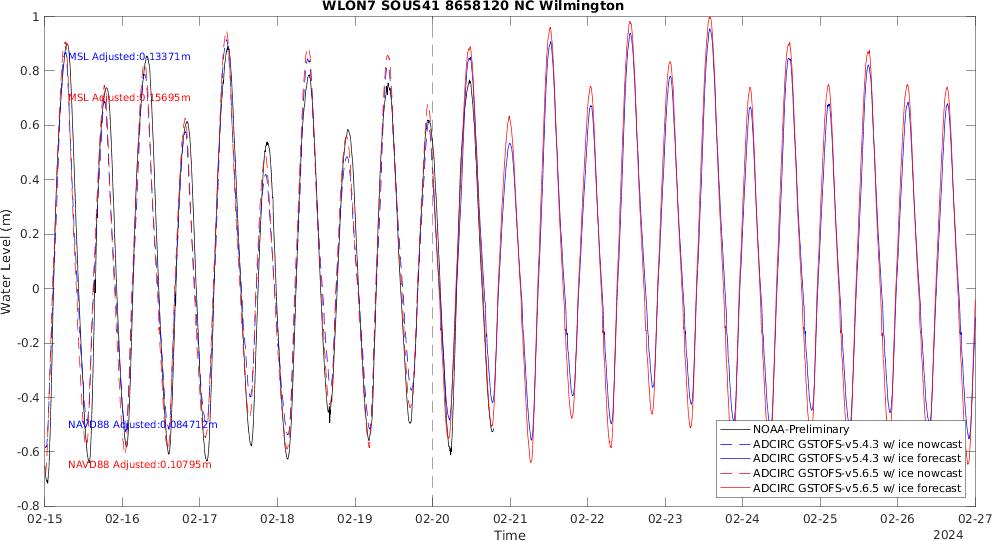 WLON7 SOUS41 8658120 NC Wilmington
1
0.8
0.6
0.4
0.2
0
-0.2
-0.4
-0.6
-0.8
Water Level (m)
MSL Adjusted:0.13371m
MSL Adjusted:0.15695m
NAVD88 Adjusted:0.084712m
NAVD88 Adjusted:0.10795m
NOAA-Preliminary
ADCIRC GSTOFS-v5.4.3 w/ ice nowcast
ADCIRC GSTOFS-v5.4.3 w/ ice forecast
ADCIRC GSTOFS-v5.6.5 w/ ice nowcast
ADCIRC GSTOFS-v5.6.5 w/ ice forecast
02-15 02-16 02-17 02-18 02-19 02-20 02-21 02-22 02-23 02-24 02-25 02-26 02-27
Time
2024